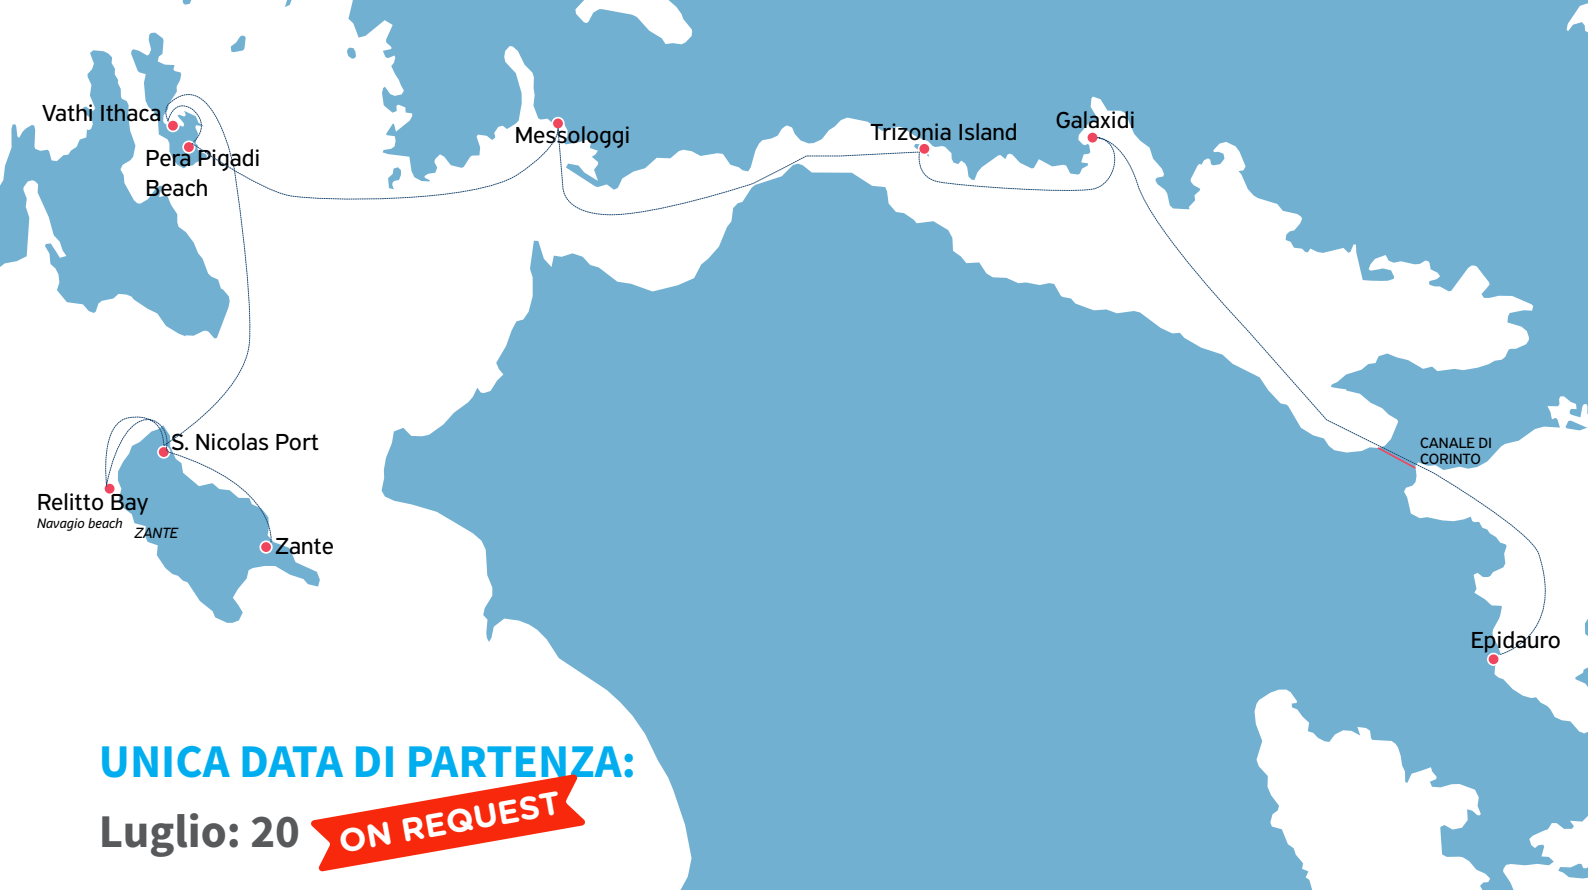 Vathi Ithaca
Pera Pigadi
Beach
Messologgi
Trizonia Island
Galaxidi
S. Nicolas Port
CANALE DI
CORINTO
Relitto Bay
Navagio beach
ZANTE
Zante
Epidauro
UNICA DATA DI PARTENZA:
Luglio: 20
ON REQUEST